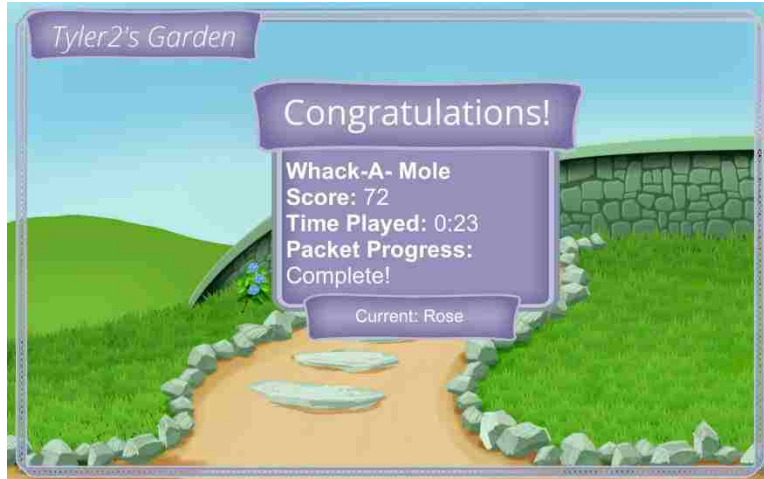 Tyler2's Garden
Congratulations!
Whack-A- Mole
Score: 72
Time Played: 0:23
Packet Progress:
Complete!
Current: Rose